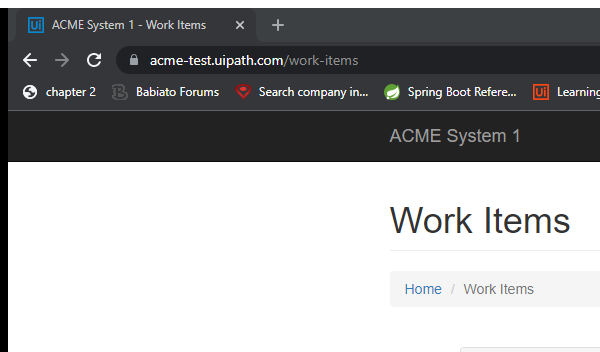 Ui ACME System 1 - Work Items
acme-test.uipath.com/work-items
chapter 2 B Babiato Forums Search company in... Spring Boot Refere... Ui Learning
ACME System 1
Work Items
Home / Work Items